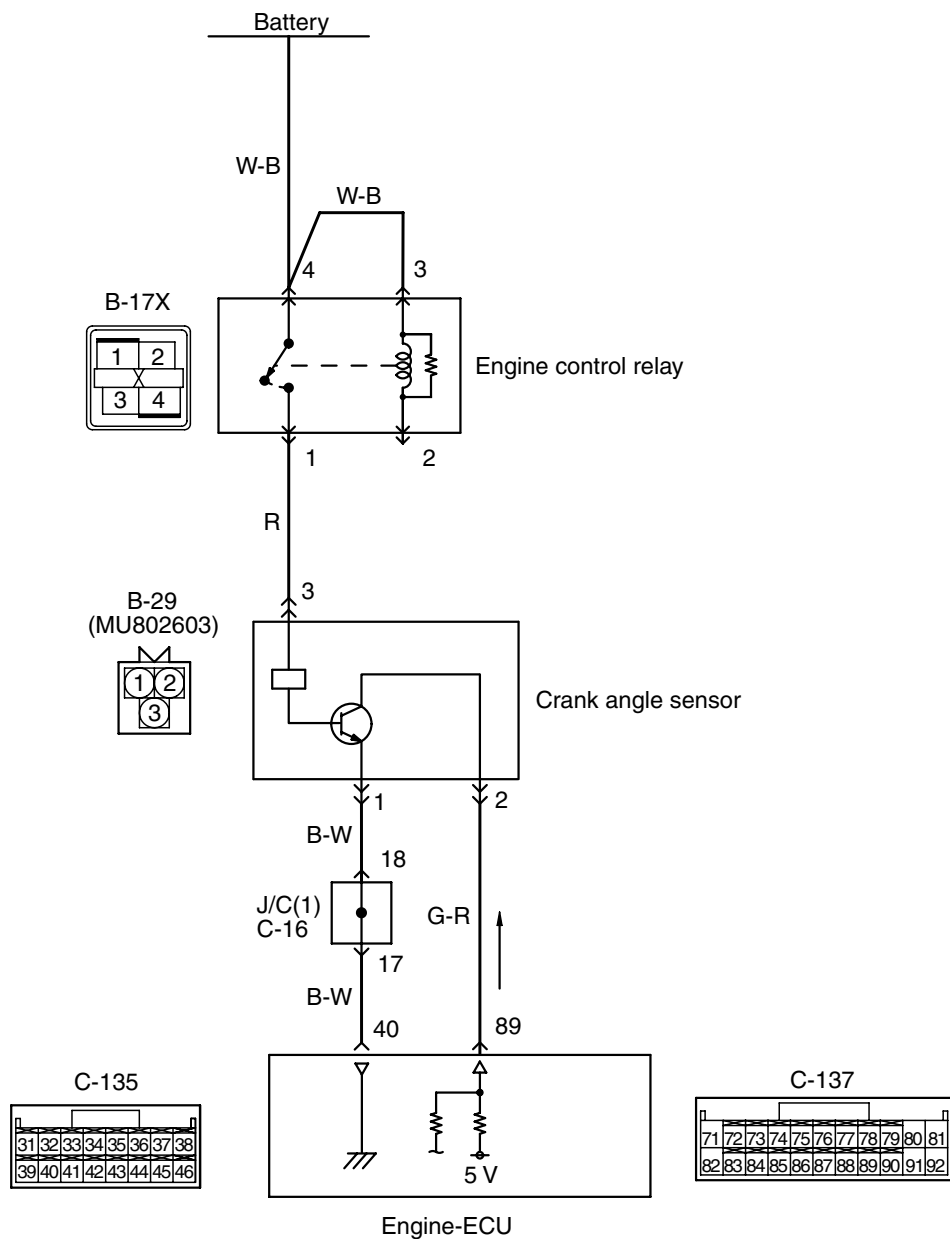 Battery
W-B
W-B
4 3
B-17X
1 2
3 4
Engine control relay
1 2
R
3
B-29
(MU802603)
1 2
3
Crank angle sensor
1 2
B-W
18
J/C(1)
C-16
G-R
17
B-W
40 89
C-135
31 32 33 34 35 36 37 38
39 40 41 42 43 44 45 46
C-137
71 72 73 74 75 76 77 78 79 80 81
82 83 84 85 86 87 88 89 90 91 92
5 V
Engine-ECU